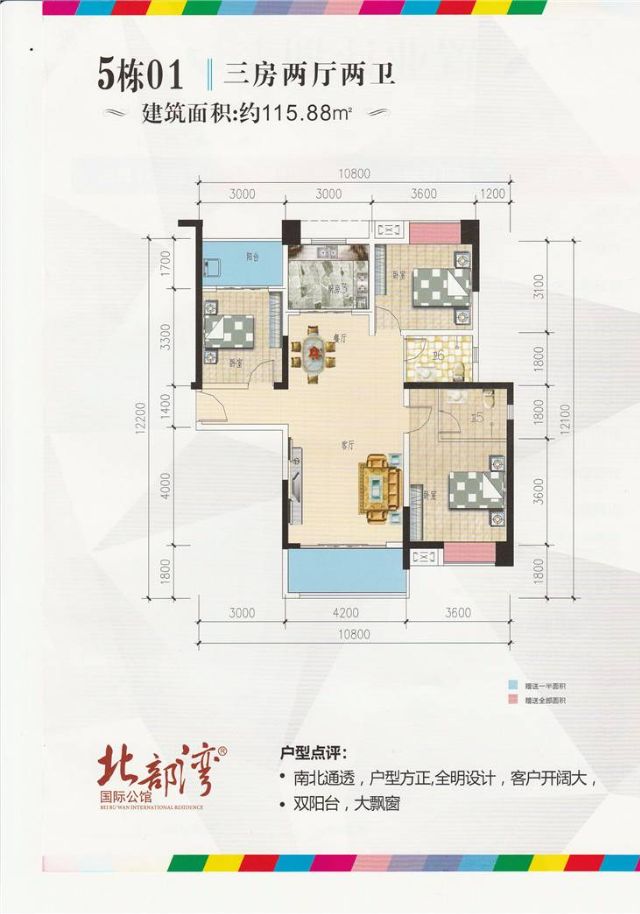 5栋01 三房两厅两卫
建筑面积:约115.88㎡
10800
3000 3000 3600 1200
12200
1700
3300
1400
4000
1800
阳台
厨房
卧室
卧室
餐厅
卫
客厅
卫
卧室
3100
1800
1800
3600
1800
12100
3000 4200 3600
10800
赠送一半面积
赠送全部面积
北部湾®
国际公馆
BEI BU WAN INTERNATIONAL RESIDENCE
户型点评:
• 南北通透，户型方正,全明设计，客户开阔大，
• 双阳台，大飘窗